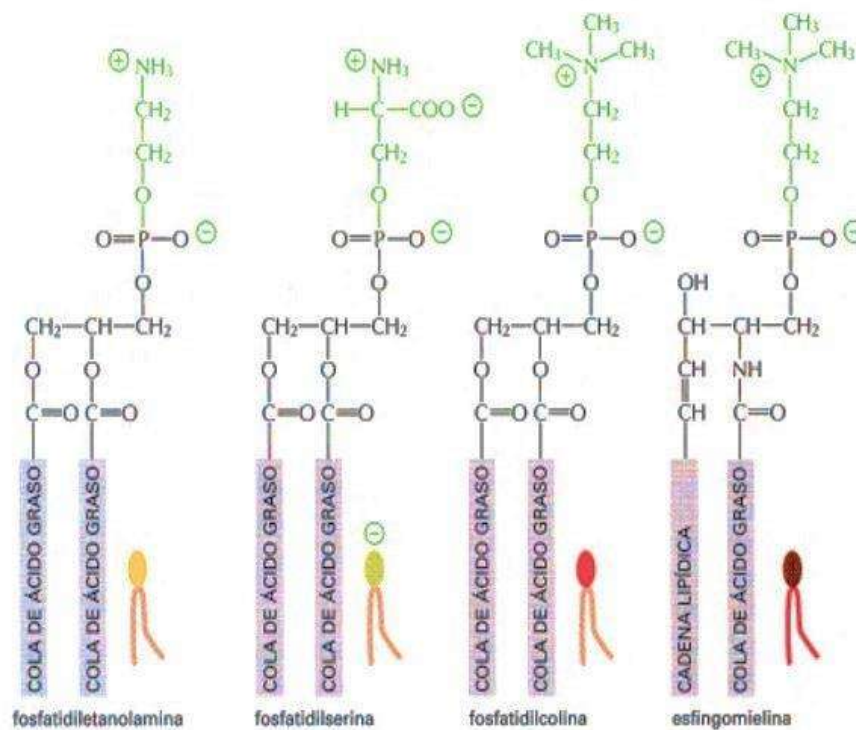 CH₃ CH₃
⊕ NH₃ ⊕ NH₃ CH₃–N–CH₃ CH₃–N–CH₃
⊕ ⊕
CH₂ H–C–COO ⊖ CH₂ CH₂
CH₂ CH₂ CH₂ CH₂
O O O O
O=P–O ⊖ O=P–O ⊖ O=P–O ⊖ O=P–O ⊖
O O O O
OH
CH₂–CH–CH₂ CH₂–CH–CH₂ CH₂–CH–CH₂ CH–CH–CH₂
O O O O O O CH NH
C=O C=O C=O C=O C=O C=O CH C=O
COLA DE ÁCIDO GRASO
COLA DE ÁCIDO GRASO
COLA DE ÁCIDO GRASO
COLA DE ÁCIDO GRASO
⊖
COLA DE ÁCIDO GRASO
COLA DE ÁCIDO GRASO
CADENA LIPÍDICA
COLA DE ÁCIDO GRASO
fosfatidiletanolamina fosfatidilserina fosfatidilcolina esfingomielina